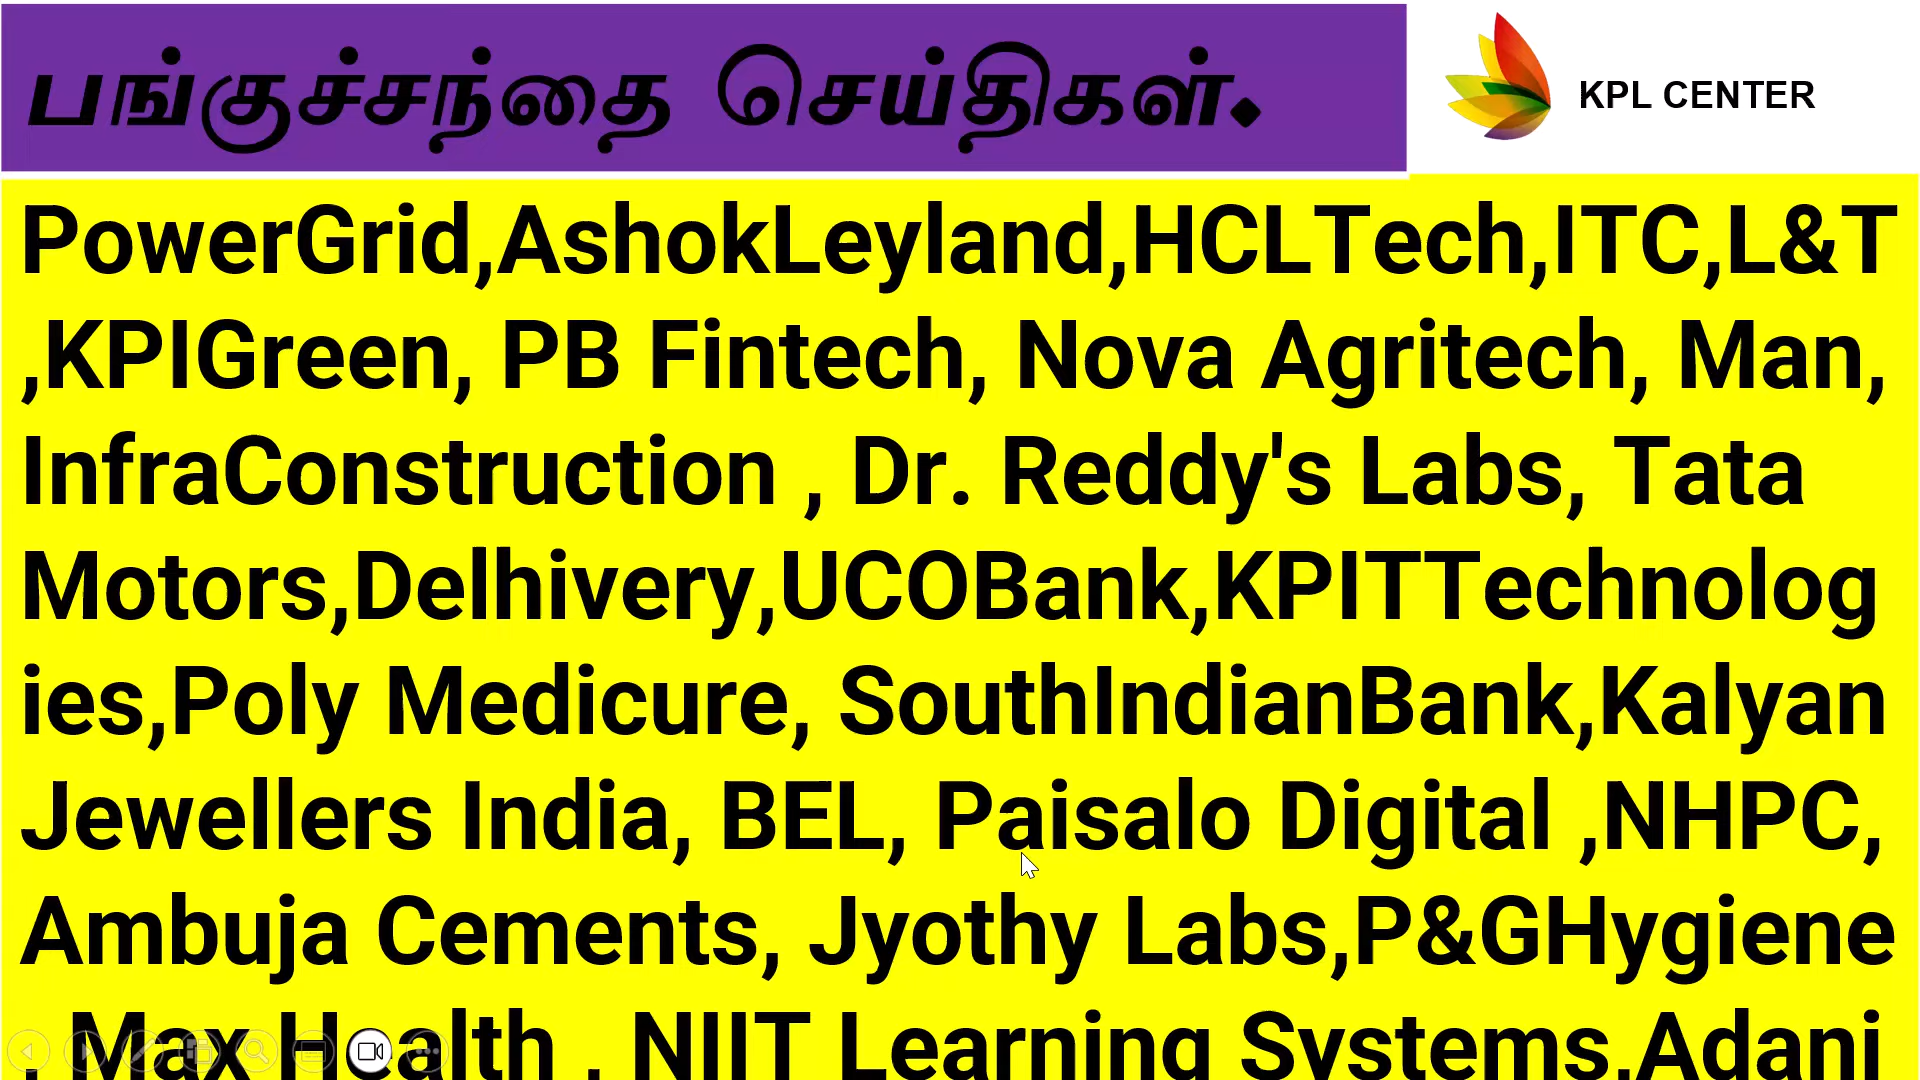 பங்குச்சந்தை செய்திகள்.
KPL CENTER
PowerGrid,AshokLeyland,HCLTech,ITC,L&T
,KPIGreen, PB Fintech, Nova Agritech, Man,
InfraConstruction , Dr. Reddy's Labs, Tata
Motors,Delhivery,UCOBank,KPITTechnolog
ies,Poly Medicure, SouthIndianBank,Kalyan
Jewellers India, BEL, Paisalo Digital ,NHPC,
Ambuja Cements, Jyothy Labs,P&GHygiene
, Max Health , NIIT Learning Systems,Adani